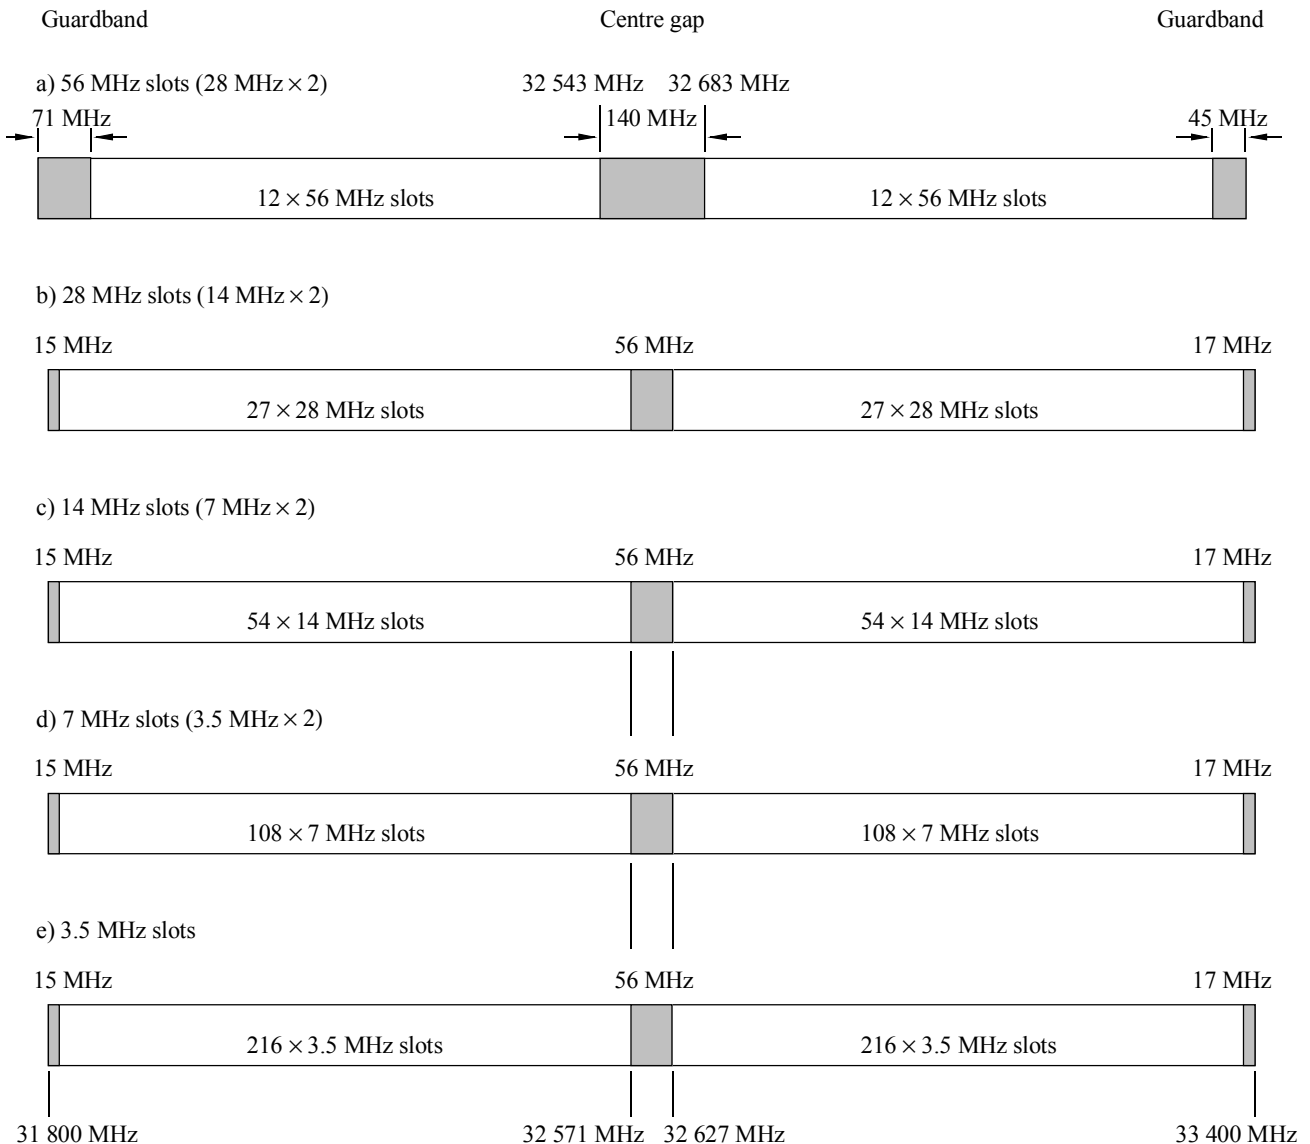 Guardband Centre gap Guardband
a) 56 MHz slots (28 MHz × 2) 32 543 MHz 32 683 MHz
71 MHz 140 MHz 45 MHz
12 × 56 MHz slots 12 × 56 MHz slots
b) 28 MHz slots (14 MHz × 2)
15 MHz 56 MHz 17 MHz
27 × 28 MHz slots 27 × 28 MHz slots
c) 14 MHz slots (7 MHz × 2)
15 MHz 56 MHz 17 MHz
54 × 14 MHz slots 54 × 14 MHz slots
d) 7 MHz slots (3.5 MHz × 2)
15 MHz 56 MHz 17 MHz
108 × 7 MHz slots 108 × 7 MHz slots
e) 3.5 MHz slots
15 MHz 56 MHz 17 MHz
216 × 3.5 MHz slots 216 × 3.5 MHz slots
31 800 MHz 32 571 MHz 32 627 MHz 33 400 MHz